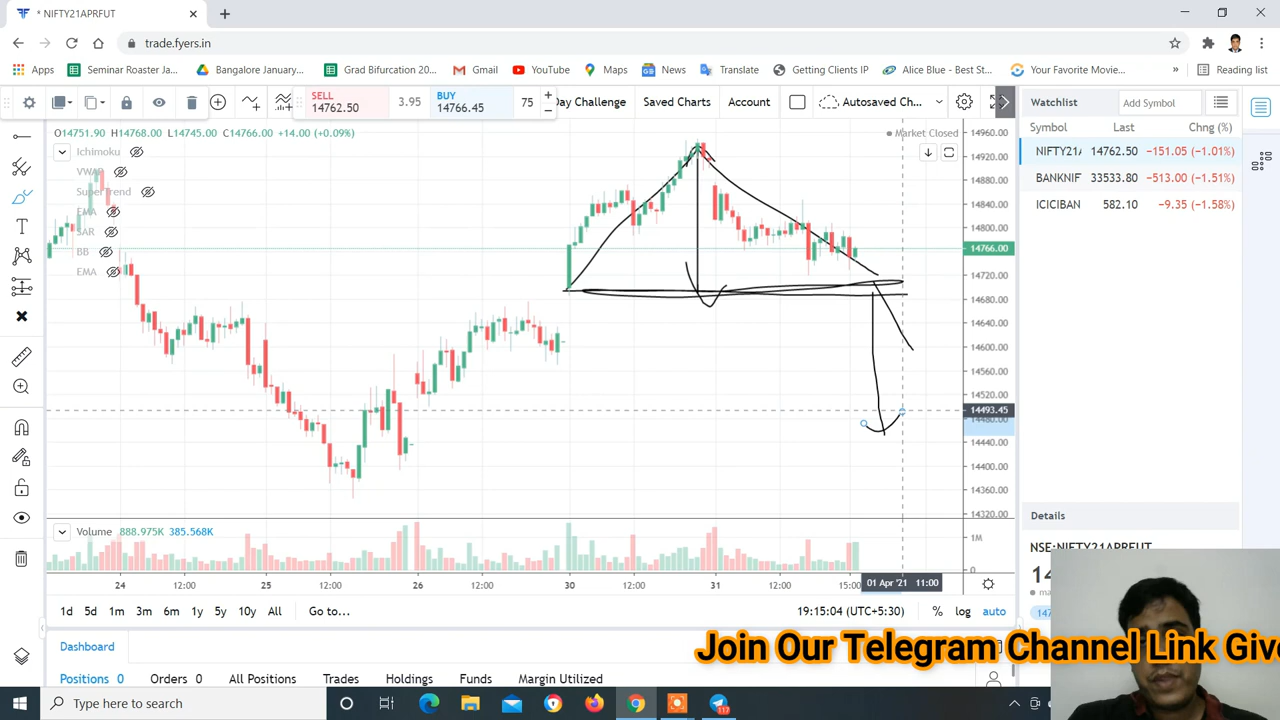 * NIFTY21APRFUT
trade.fyers.in
Apps
Seminar Roaster Ja...
Bangalore January,...
Grad Bifurcation 20...
Gmail
YouTube
Maps
News
Translate
Getting Clients IP
Alice Blue - Best St...
Your Favorite Movie...
Reading list
SELL
14762.50
3.95
BUY
14766.45
75
Day Challenge
Saved Charts
Account
Autosaved Ch...
Watchlist
Add Symbol
Symbol Last Chng (%)
NIFTY21A 14762.50 −151.05 (−1.01%)
BANKNIF 33533.80 −513.00 (−1.51%)
ICICIBAN 582.10 −9.35 (−1.58%)
O14751.90 H14768.00 L14745.00 C14766.00 +14.00 (+0.09%)
Market Closed
Ichimoku
VWAP
SuperTrend
EMA
SAR
BB
EMA
14960.00
14920.00
14880.00
14840.00
14800.00
14766.00
14720.00
14680.00
14640.00
14600.00
14560.00
14520.00
14493.45
14480.00
14440.00
14400.00
14360.00
14320.00
Volume 888.975K 385.568K
1M
0
24 12:00 25 12:00 26 12:00 30 12:00 31 12:00 15:00 01 Apr '21 11:00
1d 5d 1m 3m 6m 1y 5y 10y All Go to...
19:15:04 (UTC+5:30) % log auto
Details
NSE:NIFTY21APRFUT
Dashboard
Join Our Telegram Channel Link Give
Positions 0 Orders 0 All Positions Trades Holdings Funds Margin Utilized
Type here to search
117